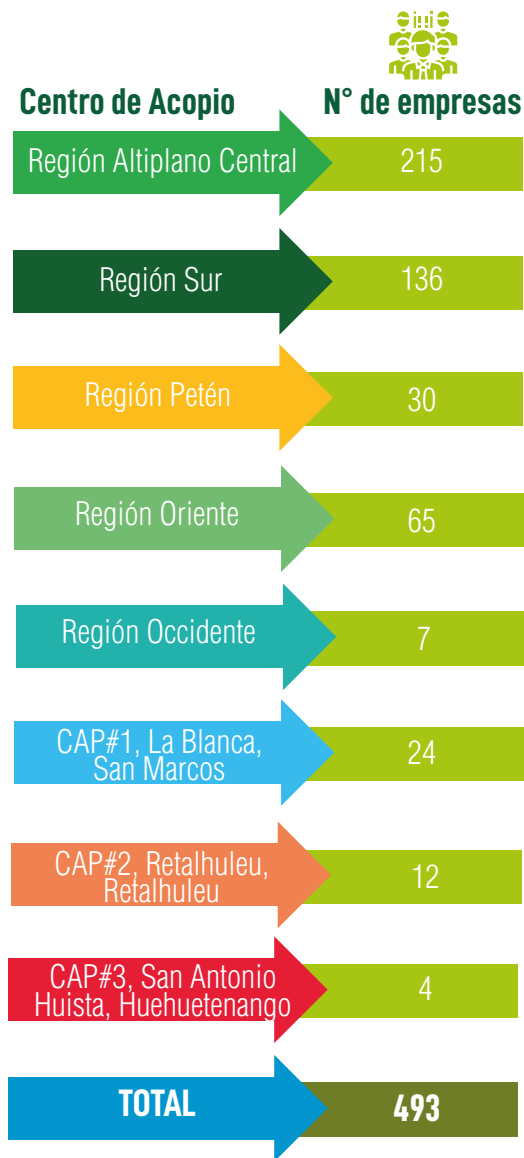 Centro de Acopio N° de empresas
Región Altiplano Central 215
Región Sur 136
Región Petén 30
Región Oriente 65
Región Occidente 7
CAP#1, La Blanca,
San Marcos 24
CAP#2, Retalhuleu,
Retalhuleu 12
CAP#3, San Antonio
Huista, Huehuetenango 4
TOTAL 493